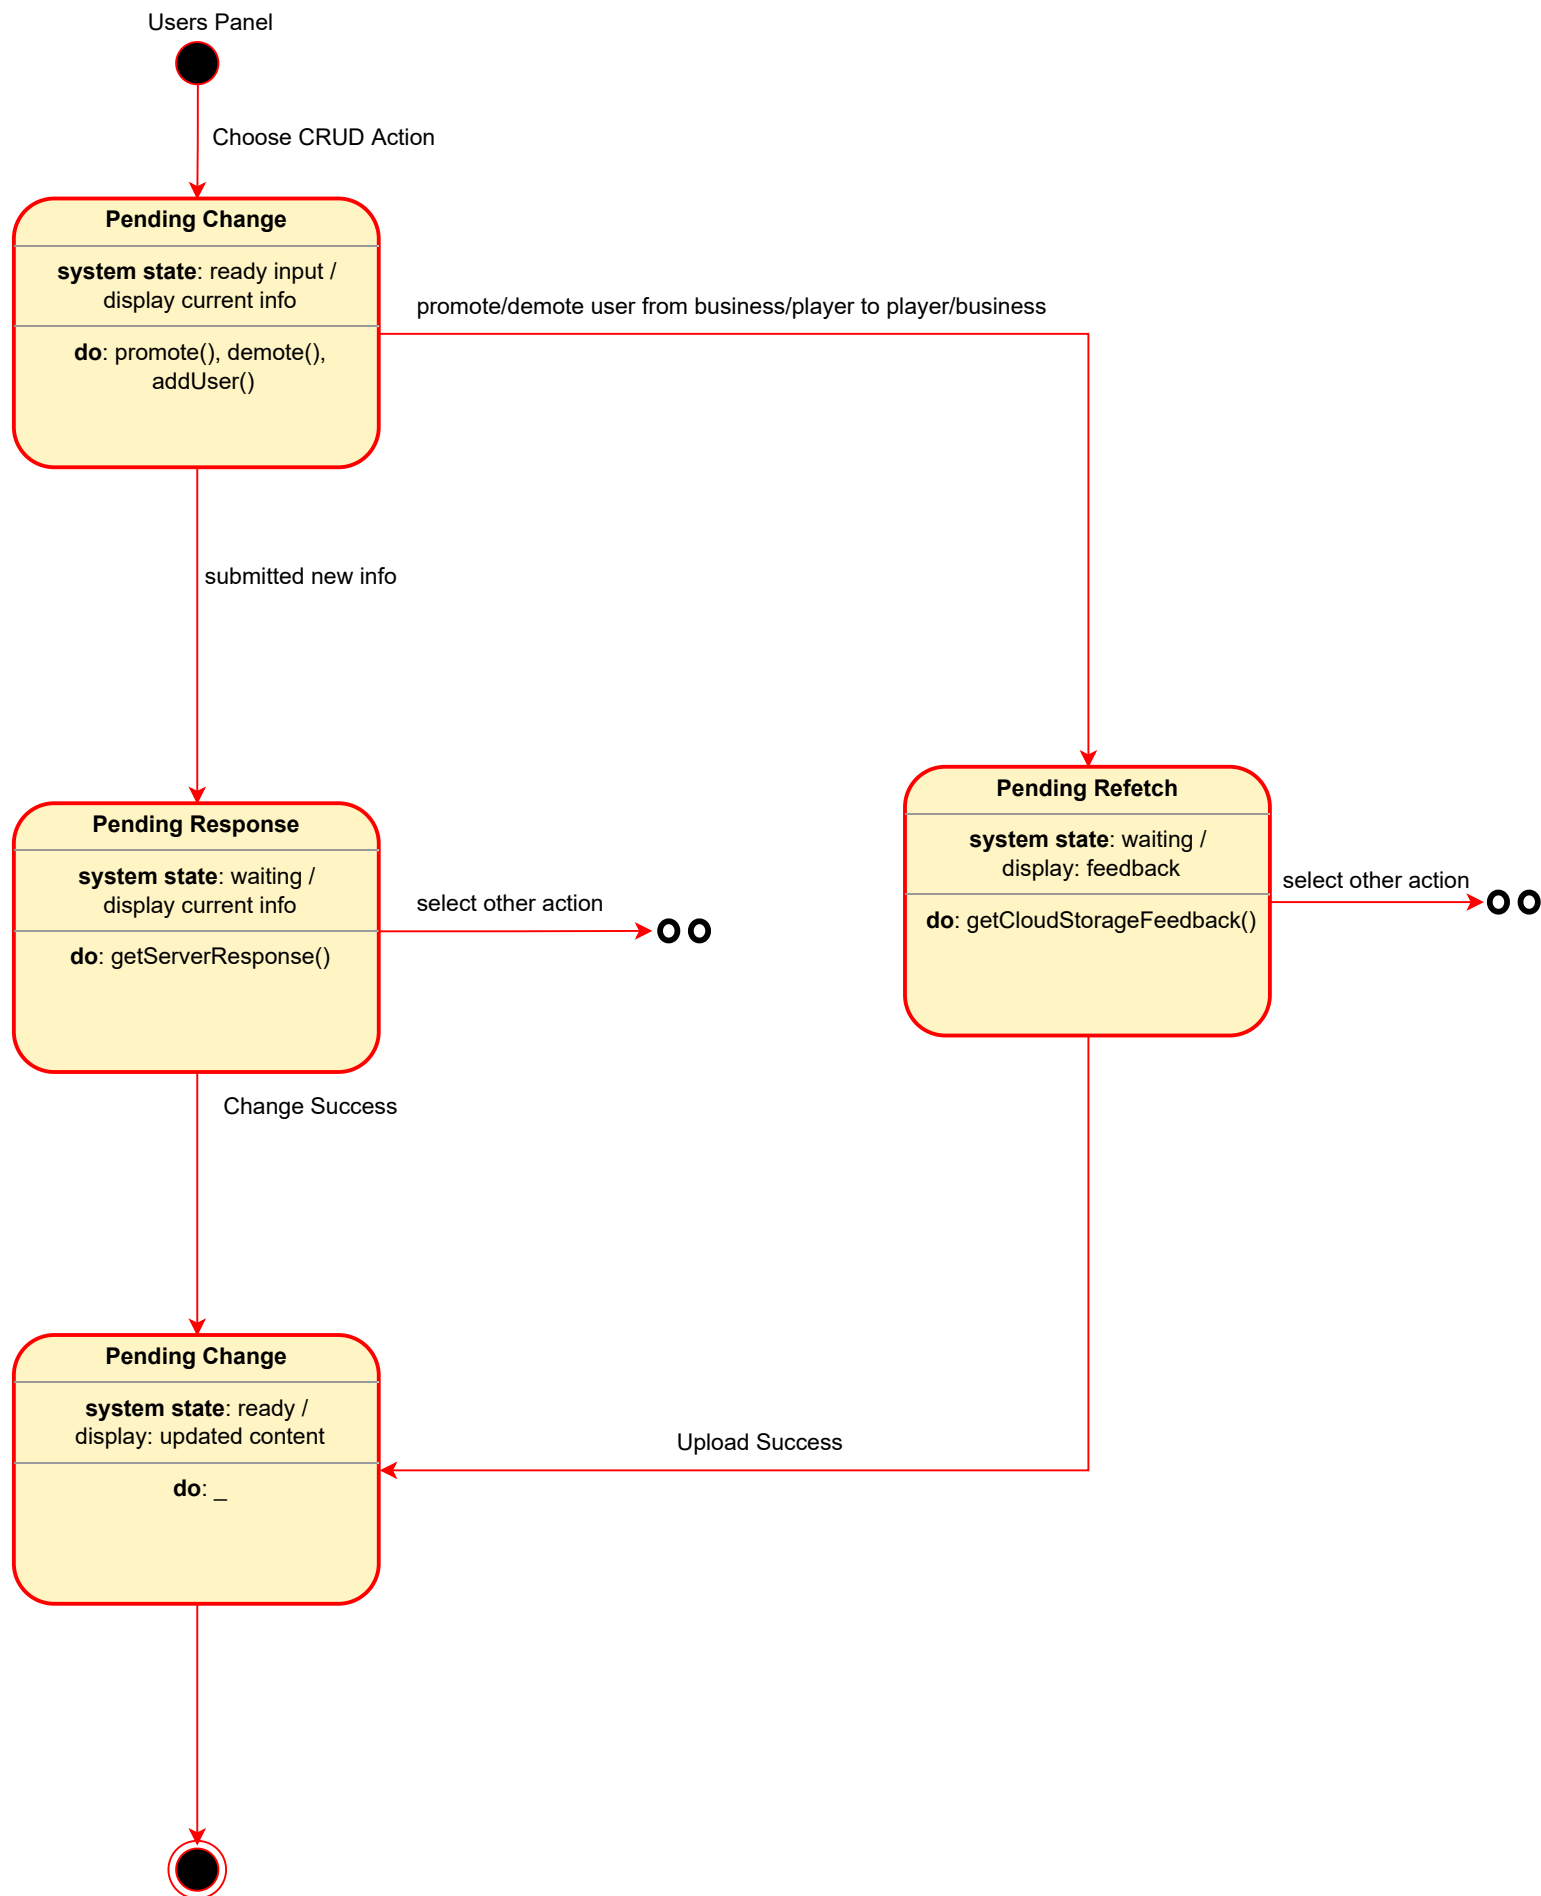 Users Panel
Choose CRUD Action
Pending Change
system state: ready input /
display current info
do: promote(), demote(),
addUser()
promote/demote user from business/player to player/business
submitted new info
Pending Response
system state: waiting /
display current info
do: getServerResponse()
select other action
Pending Refetch
system state: waiting /
display: feedback
do: getCloudStorageFeedback()
select other action
Change Success
Pending Change
system state: ready /
display: updated content
do: _
Upload Success